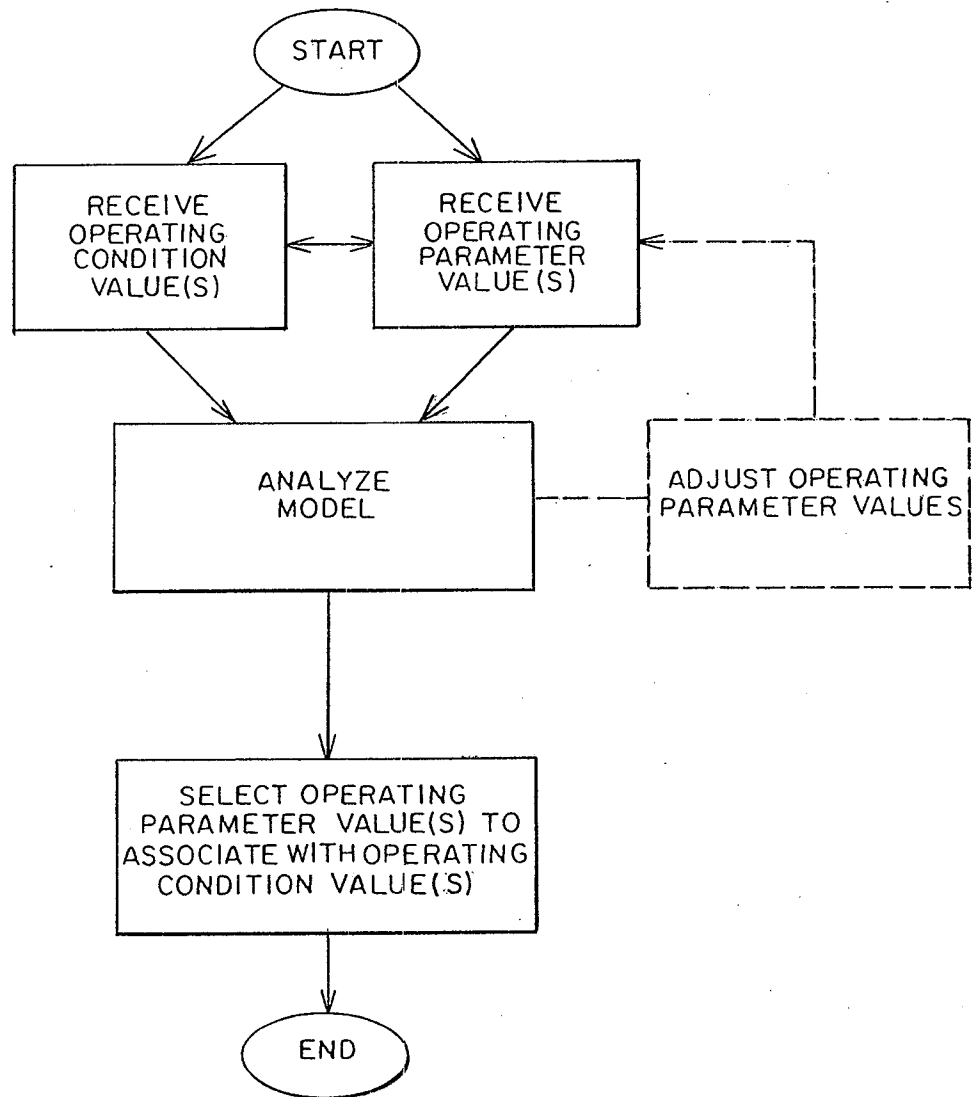 START
RECEIVE
OPERATING
CONDITION
VALUE(S)
RECEIVE
OPERATING
PARAMETER
VALUE(S)
ANALYZE
MODEL
ADJUST OPERATING
PARAMETER VALUES
SELECT OPERATING
PARAMETER VALUE(S) TO
ASSOCIATE WITH OPERATING
CONDITION VALUE(S)
END